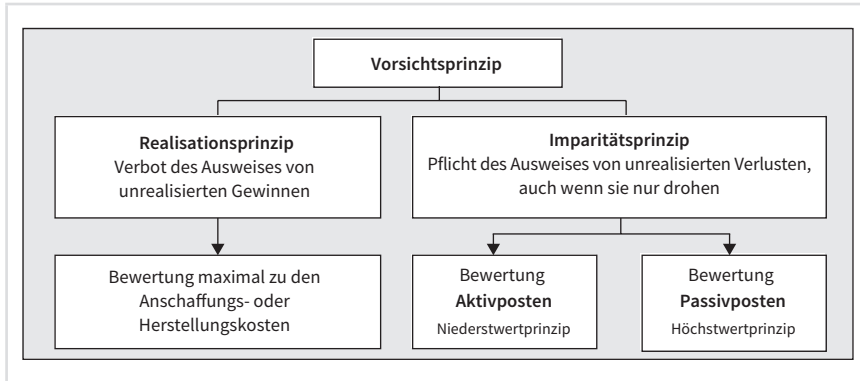 Vorsichtsprinzip
Realisationsprinzip
Verbot des Ausweises von
unrealisierten Gewinnen
Imparitätsprinzip
Pflicht des Ausweises von unrealisierten Verlusten,
auch wenn sie nur drohen
Bewertung maximal zu den
Anschaffungs- oder
Herstellungskosten
Bewertung
Aktivposten
Niederstwertprinzip
Bewertung
Passivposten
Höchstwertprinzip